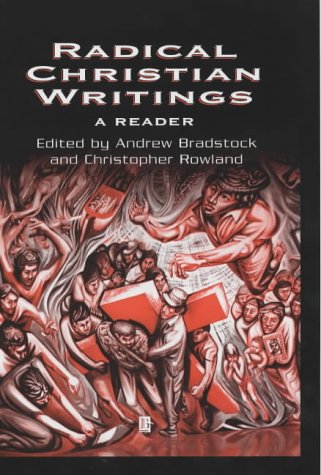 RADICAL
CHRISTIAN
WRITINGS
A READER
Edited by Andrew Bradstock
and Christopher Rowland